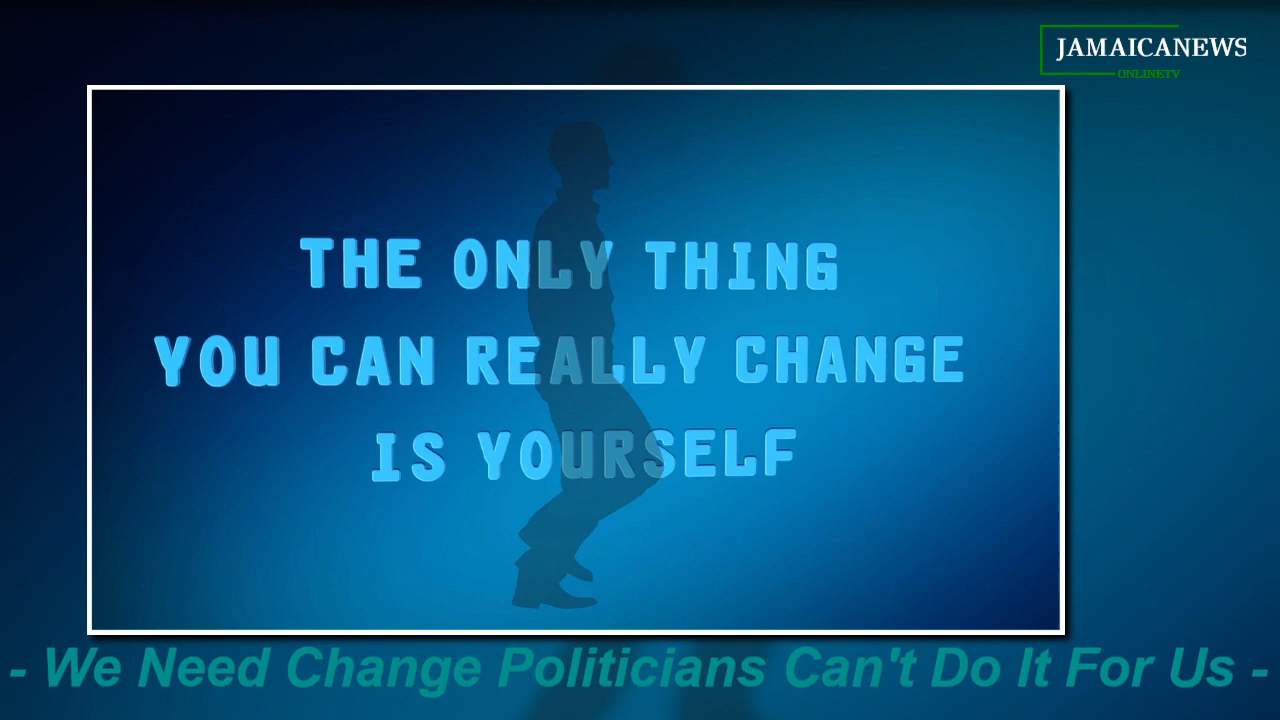 JAMAICANEWS
ONLINETV
THE ONLY THING
YOU CAN REALLY CHANGE
IS YOURSELF
- We Need Change Politicians Can't Do It For Us -